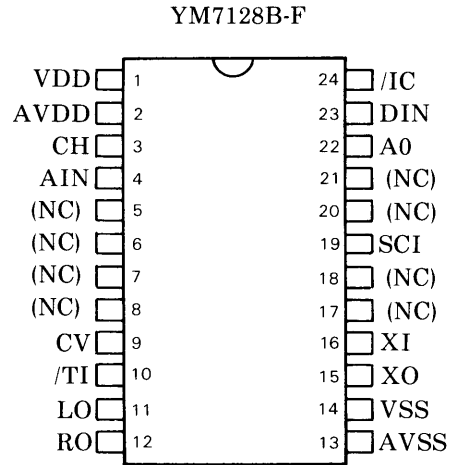 YM7128B-F
VDD 1 24 /IC
AVDD 2 23 DIN
CH 3 22 A0
AIN 4 21 (NC)
(NC) 5 20 (NC)
(NC) 6 19 SCI
(NC) 7 18 (NC)
(NC) 8 17 (NC)
CV 9 16 XI
/TI 10 15 XO
LO 11 14 VSS
RO 12 13 AVSS